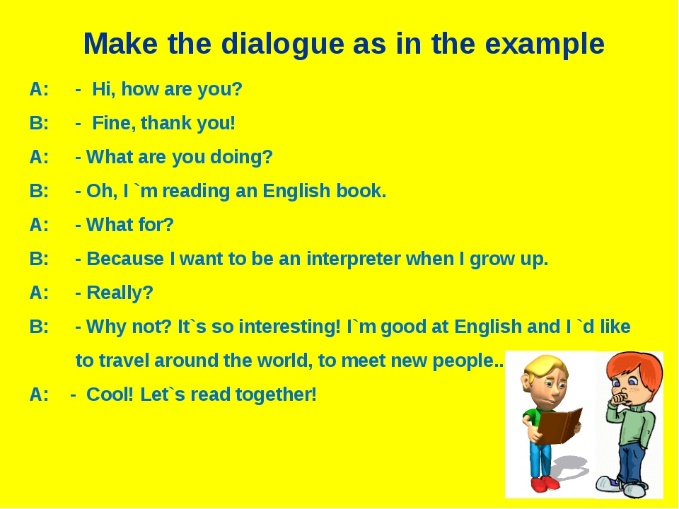 Make the dialogue as in the example
A: - Hi, how are you?
B: - Fine, thank you!
A: - What are you doing?
B: - Oh, I `m reading an English book.
A: - What for?
B: - Because I want to be an interpreter when I grow up.
A: - Really?
B: - Why not? It`s so interesting! I`m good at English and I `d like
to travel around the world, to meet new people..
A: - Cool! Let`s read together!